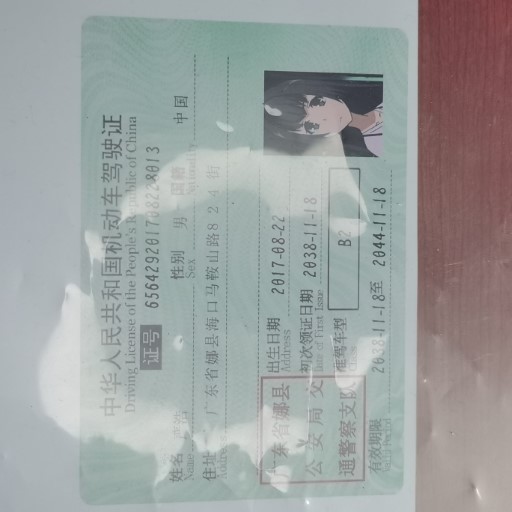 中华人民共和国机动车驾驶证
Driving License of the People's Republic of China
证号
姓名
Name
性别 男 国籍 中国
Sex Nationality
住址 广东省娜县海口马鞍山路824街
Address
出生日期 2017-08-22
Address
初次领证日期 2038-11-18
Date of First Issue
准驾车型 B2
Class
有效期限 2038-11-18至 2044-11-18
Valid Period
广东省娜县
公安局交
通警察支队